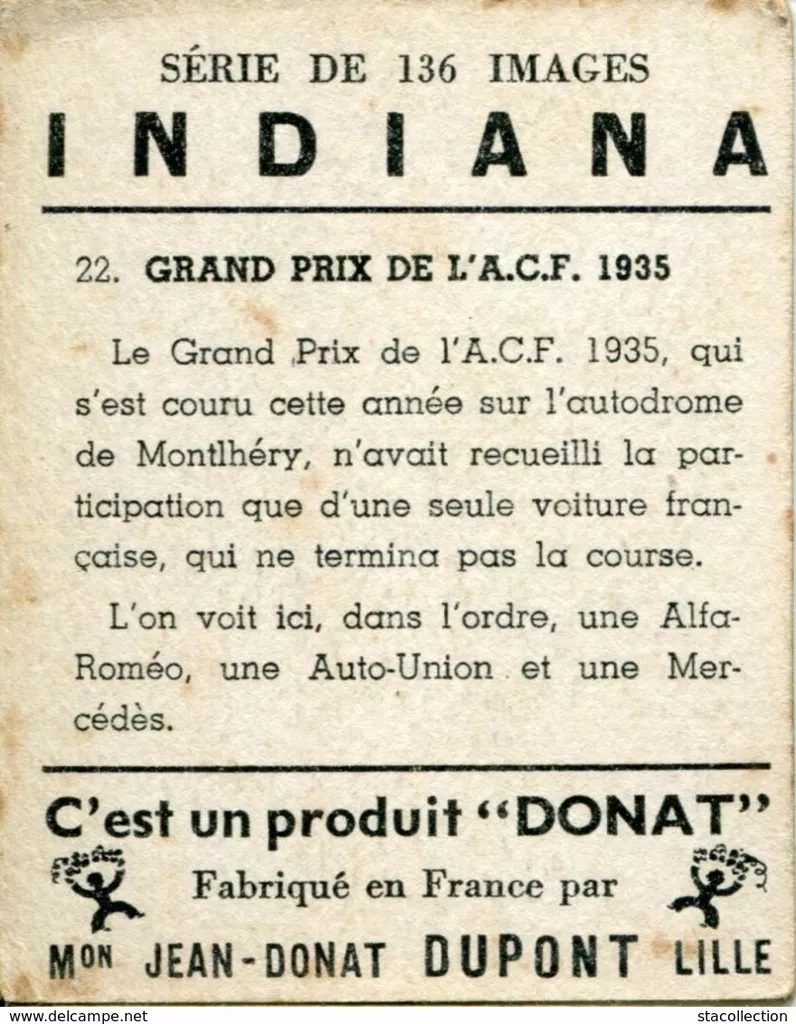 SÉRIE DE 136 IMAGES
INDIANA
22. GRAND PRIX DE L'A.C.F. 1935
Le Grand Prix de l'A.C.F. 1935, qui
s'est couru cette année sur l'autodrome
de Montlhéry, n'avait recueilli la par-
ticipation que d'une seule voiture fran-
çaise, qui ne termina pas la course.
L'on voit ici, dans l'ordre, une Alfa-
Roméo, une Auto-Union et une Mer-
cédès.
C'est un produit "DONAT"
Fabriqué en France par
Mon JEAN-DONAT DUPONT LILLE
delcampe.net
stacollection